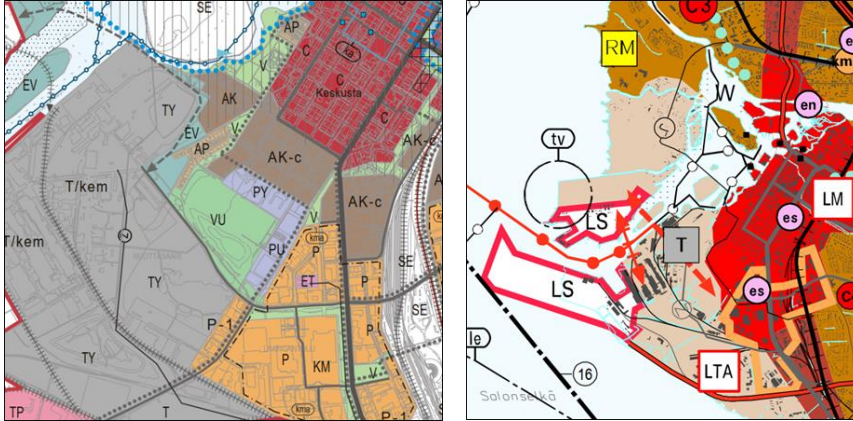 SE
AP
C
ka
V
C
EV
TY
AK
C
Keskusta
V
C
EV
AP
AK-c
AK-c
T/kem
PY
AK-c
VU
V
T/kem
PU
kma
P
SE
TY
ET
P
P-1
P
P
SE
TY
KM
V
kma
TP
T
P-1
C3
RM
W
en
tv
LS
es
LM
T
LS
es
LTA
le
16
Salonselkä